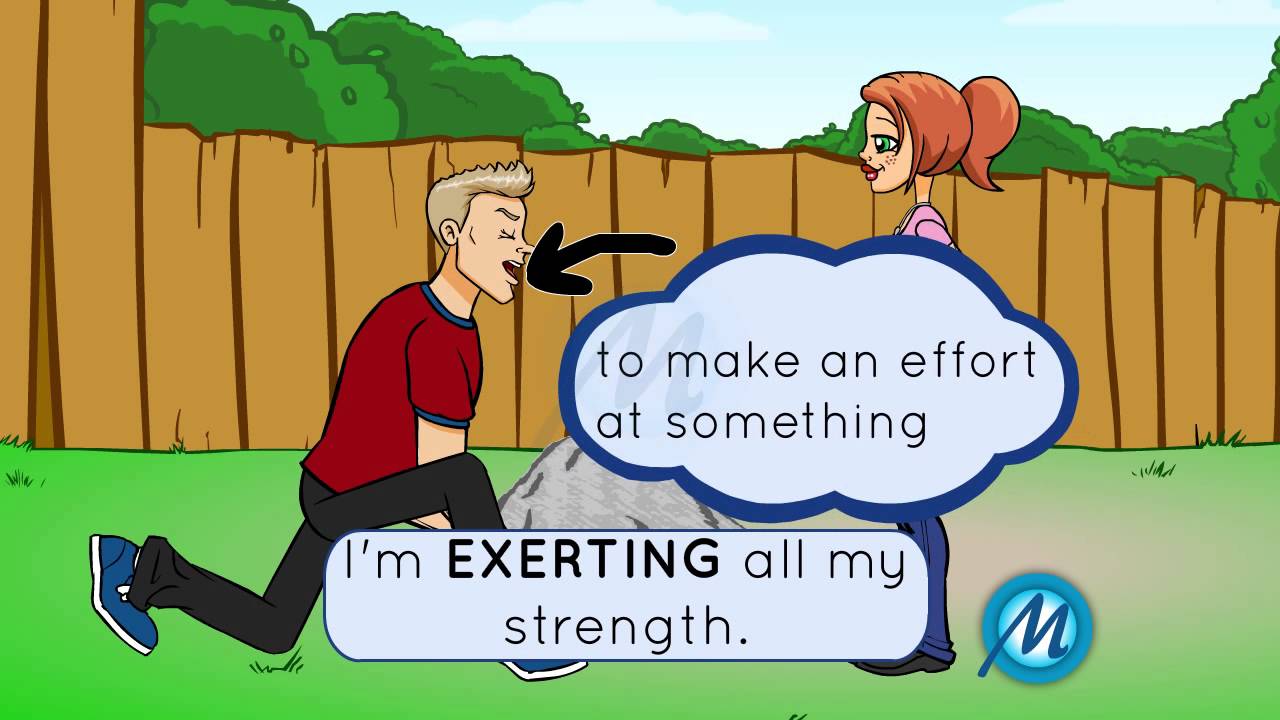 to make an effort
at something
I'm EXERTING all my
strength.
M